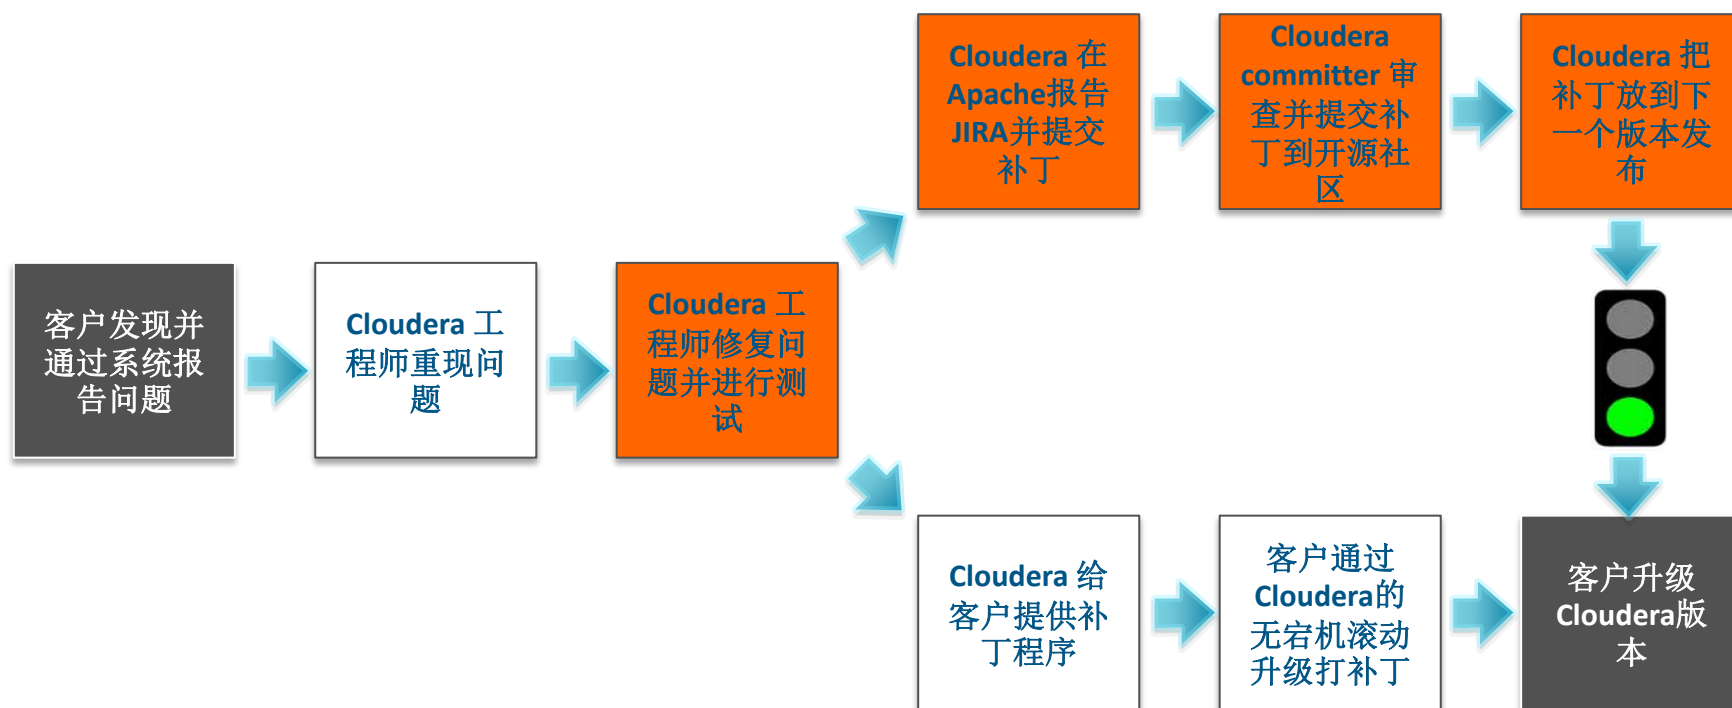 Cloudera 在
Apache报告
JIRA并提交
补丁
Cloudera
committer 审
查并提交补
丁到开源社
区
Cloudera 把
补丁放到下
一个版本发
布
客户发现并
通过系统报
告问题
Cloudera 工
程师重现问
题
Cloudera 工
程师修复问
题并进行测
试
Cloudera 给
客户提供补
丁程序
客户通过
Cloudera的
无宕机滚动
升级打补丁
客户升级
Cloudera版
本